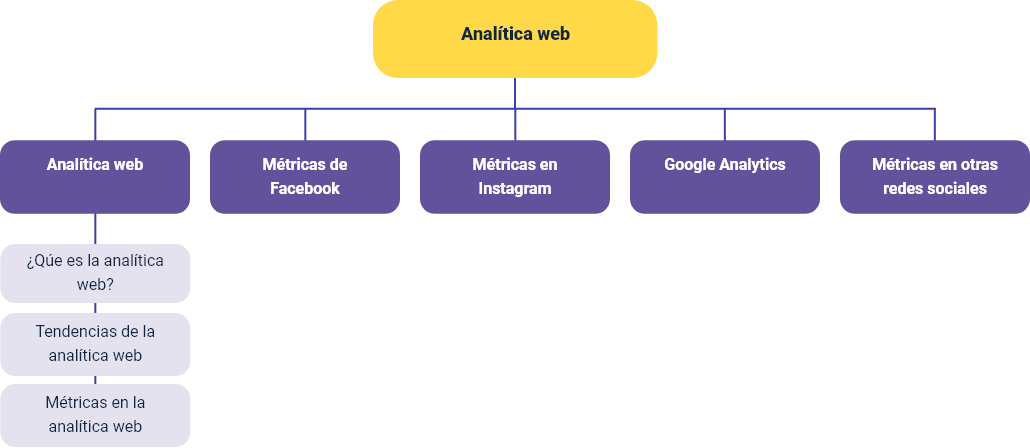 Analítica web
Analítica web
Métricas de
Facebook
Métricas en
Instagram
Google Analytics
Métricas en otras
redes sociales
¿Qúe es la analítica
web?
Tendencias de la
analítica web
Métricas en la
analítica web